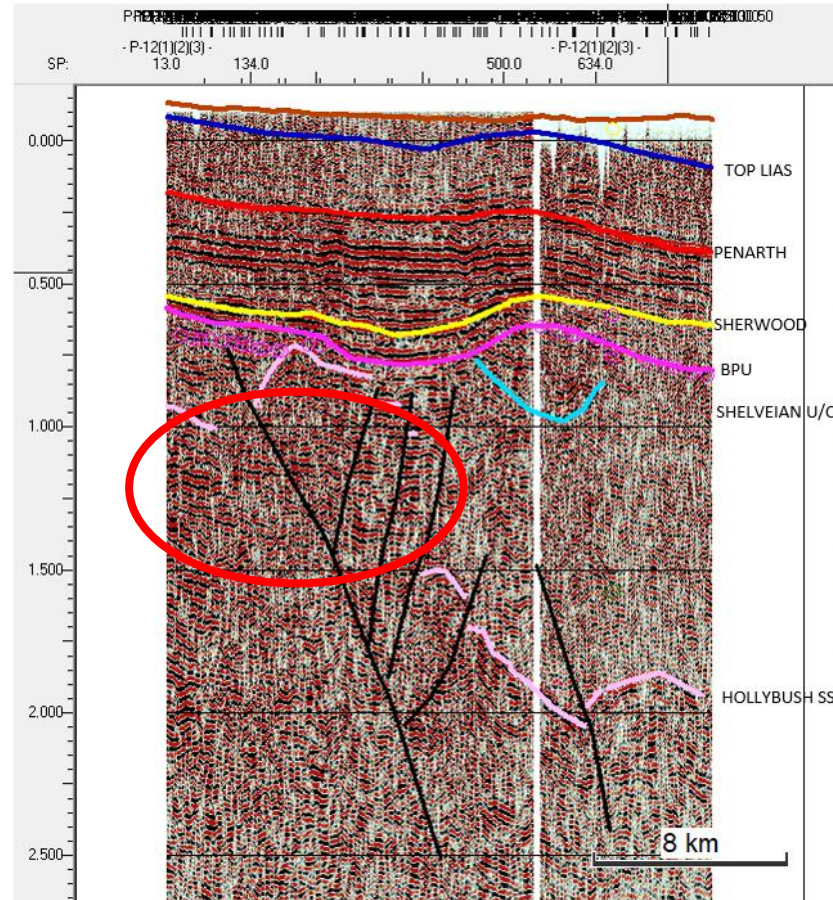 - P-12(1)(2)(3) - - P-12(1)(2)(3) -
SP: 13.0 134.0 500.0 634.0
0.000
TOP LIAS
PENARTH
0.500
SHERWOOD
BPU
SHELVEIAN U/C
1.000
1.500
HOLLYBUSH SS
2.000
8 km
2.500